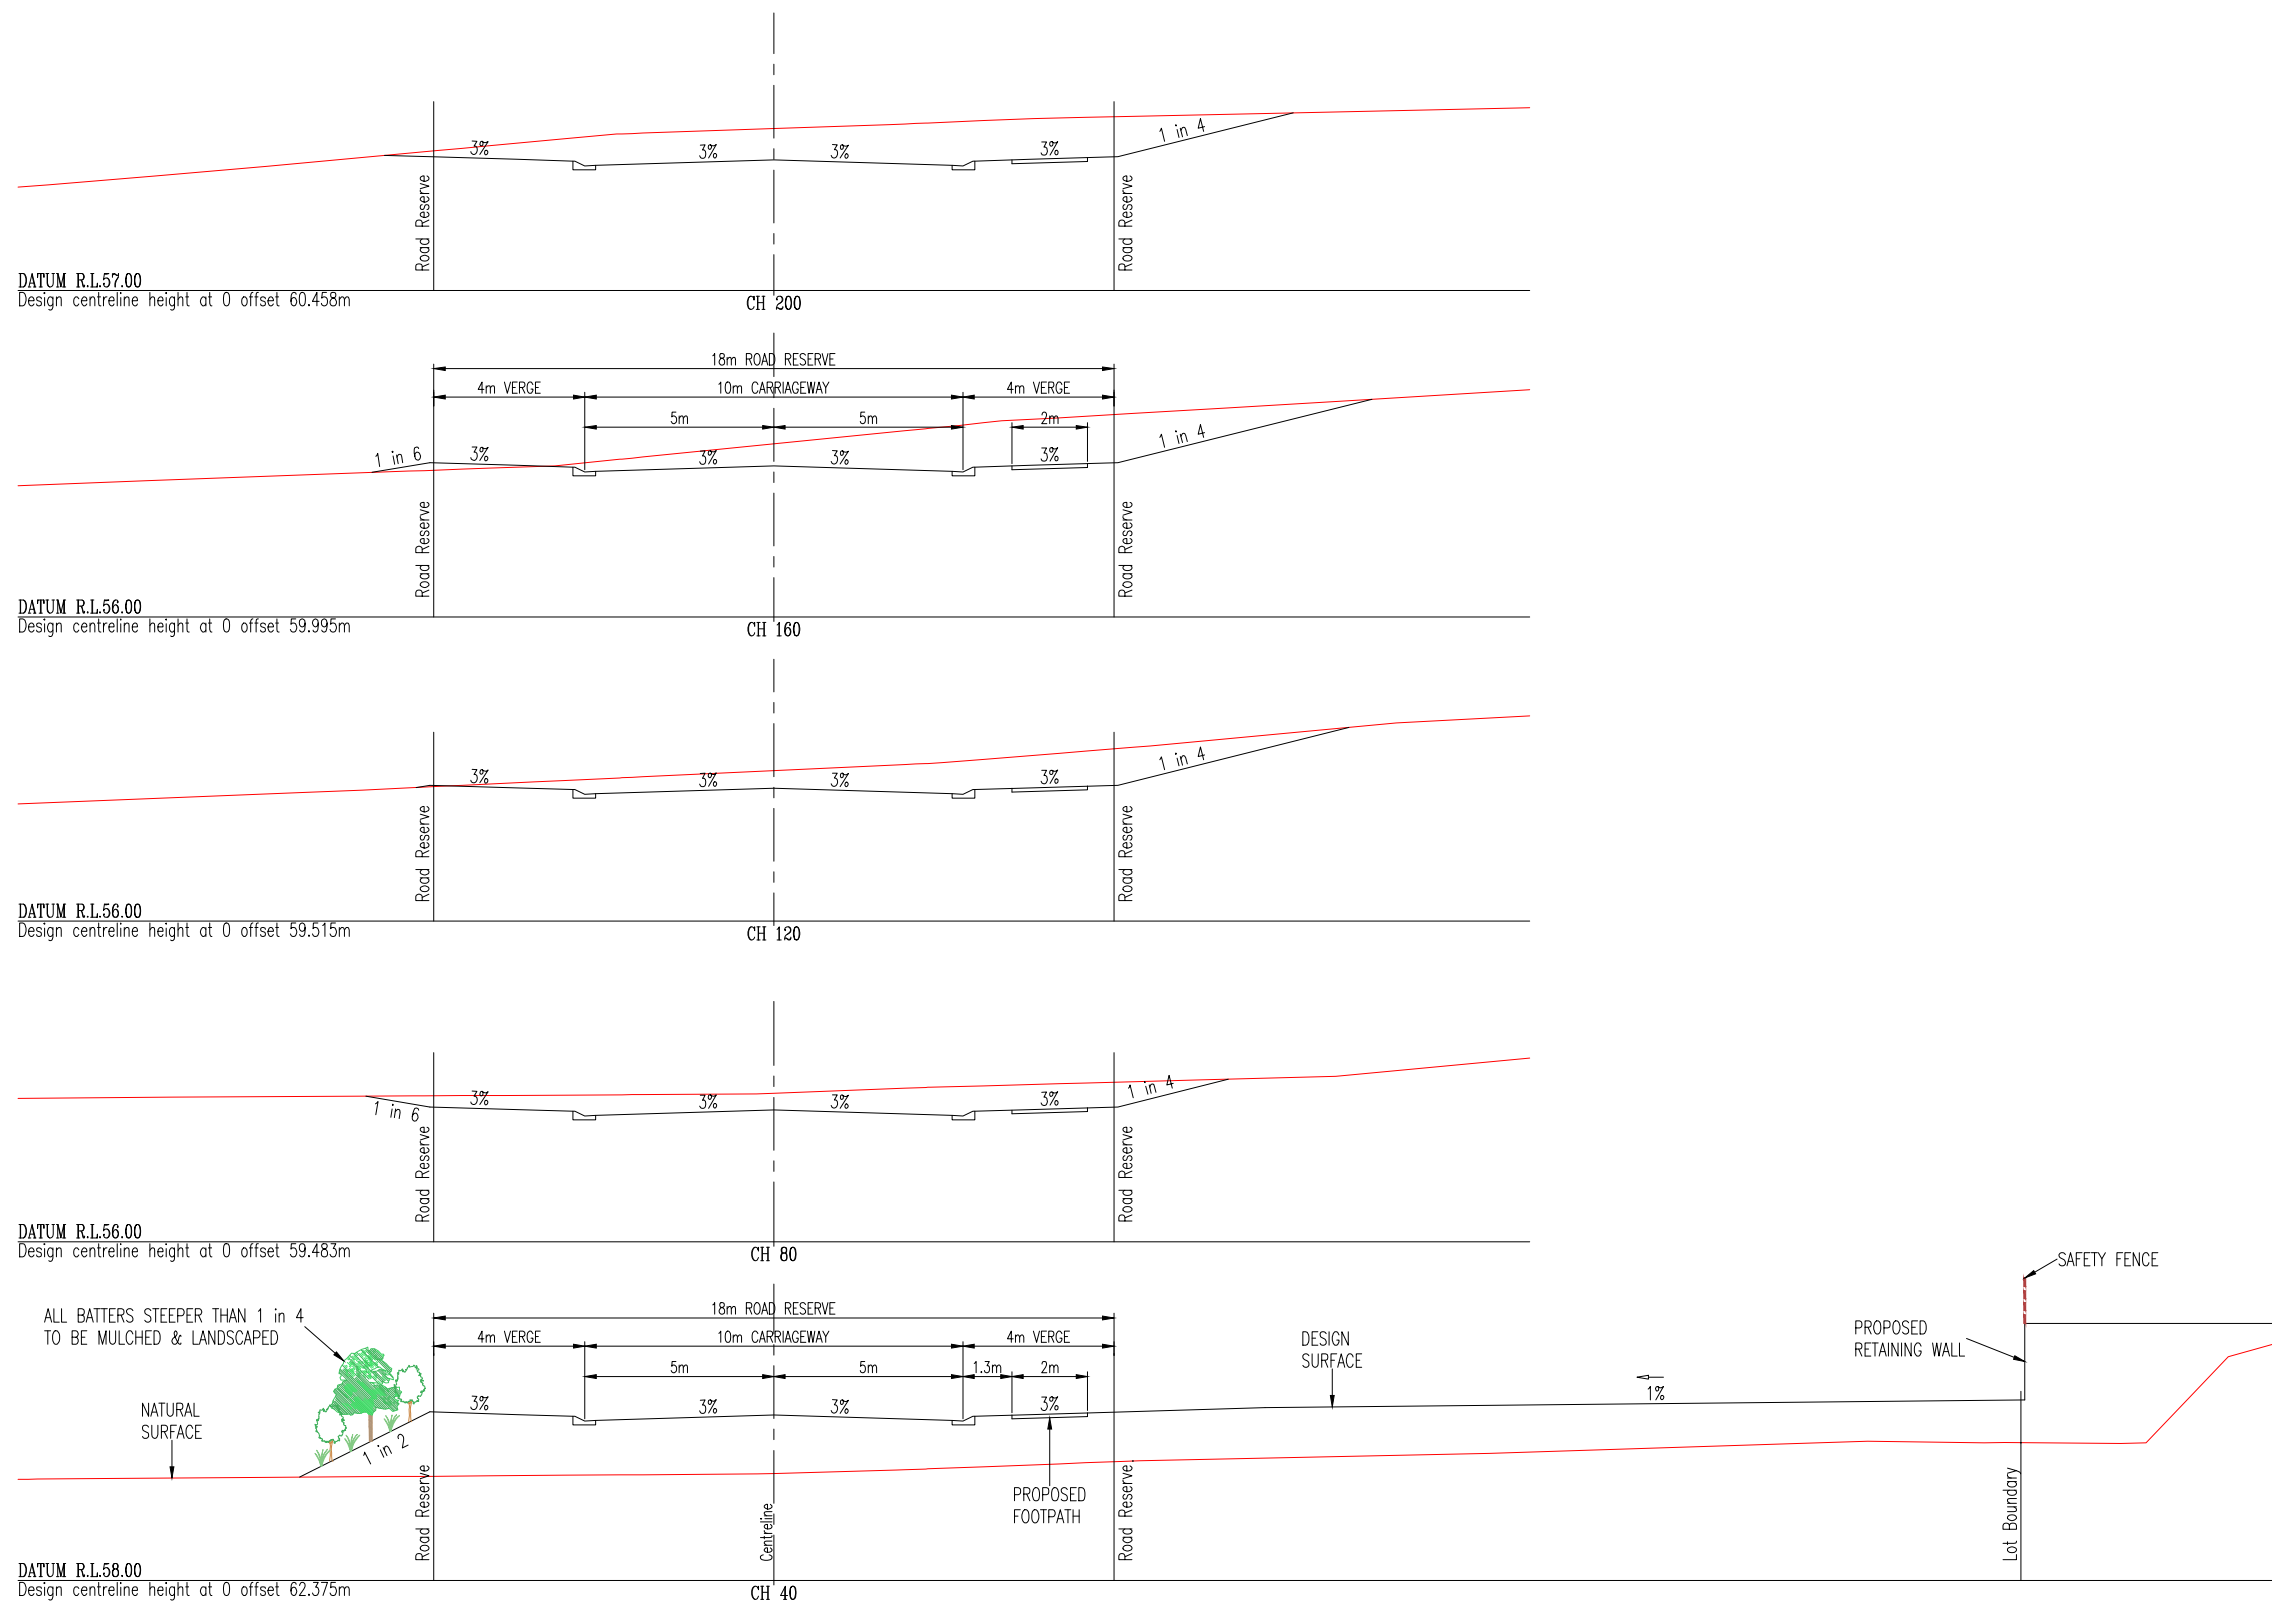 1 in 4
3%
3%
3%
3%
Road Reserve
Road Reserve
DATUM R.L.57.00
Design centreline height at 0 offset 60.458m
CH 200
18m ROAD RESERVE
4m VERGE
10m CARRIAGEWAY
4m VERGE
5m
5m
2m
1 in 6
3%
3%
3%
3%
1 in 4
Road Reserve
Road Reserve
DATUM R.L.56.00
Design centreline height at 0 offset 59.995m
CH 160
3%
3%
3%
3%
1 in 4
Road Reserve
Road Reserve
DATUM R.L.56.00
Design centreline height at 0 offset 59.515m
CH 120
1 in 6
3%
3%
3%
3%
1 in 4
Road Reserve
Road Reserve
DATUM R.L.56.00
Design centreline height at 0 offset 59.483m
CH 80
SAFETY FENCE
ALL BATTERS STEEPER THAN 1 in 4
TO BE MULCHED & LANDSCAPED
18m ROAD RESERVE
4m VERGE
10m CARRIAGEWAY
4m VERGE
5m
5m
1.3m
2m
DESIGN
SURFACE
PROPOSED
RETAINING WALL
1%
NATURAL
SURFACE
1 in 2
3%
3%
3%
3%
PROPOSED
FOOTPATH
Road Reserve
Centreline
Road Reserve
Lot Boundary
DATUM R.L.58.00
Design centreline height at 0 offset 62.375m
CH 40